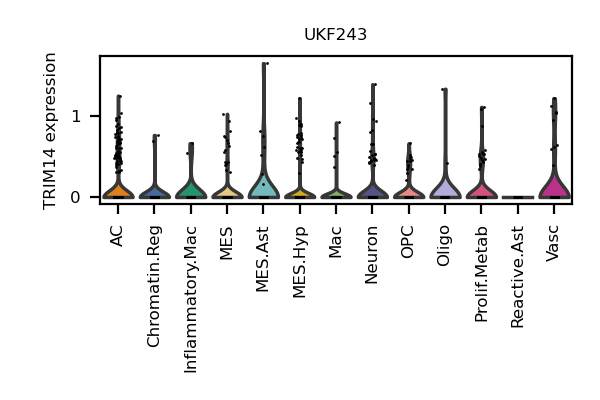 UKF243
TRIM14 expression
1
0
AC
Chromatin.Reg
Inflammatory.Mac
MES
MES.Ast
MES.Hyp
Mac
Neuron
OPC
Oligo
Prolif.Metab
Reactive.Ast
Vasc